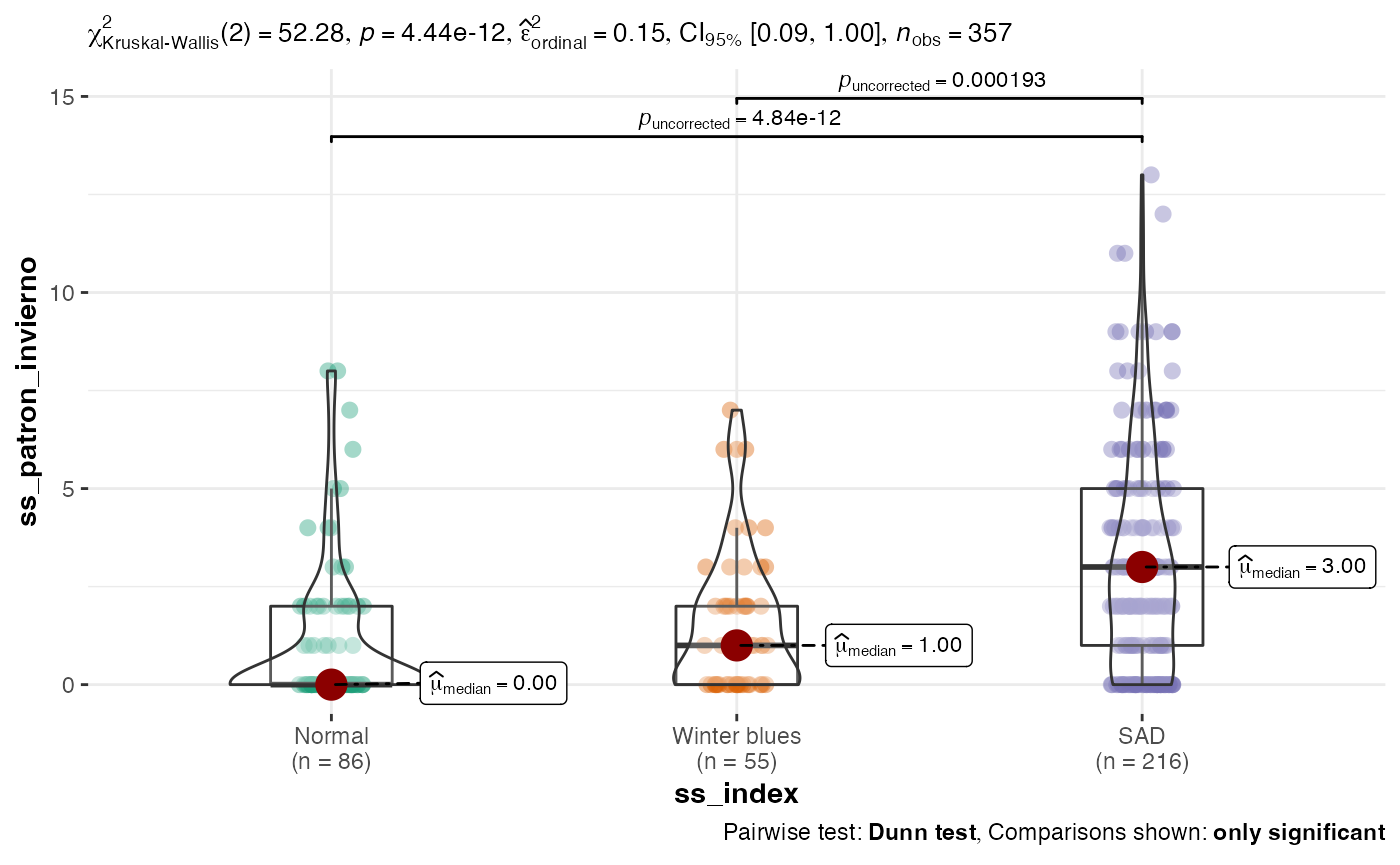 χ²Kruskal-Wallis(2) = 52.28, p = 4.44e-12, ε̂²ordinal = 0.15, CI95% [0.09, 1.00], nobs = 357
puncorrected = 0.000193
puncorrected = 4.84e-12
15
10
5
0
ss_patron_invierno
μ̂median = 0.00
μ̂median = 1.00
μ̂median = 3.00
Normal
(n = 86)
Winter blues
(n = 55)
SAD
(n = 216)
ss_index
Pairwise test: Dunn test, Comparisons shown: only significant